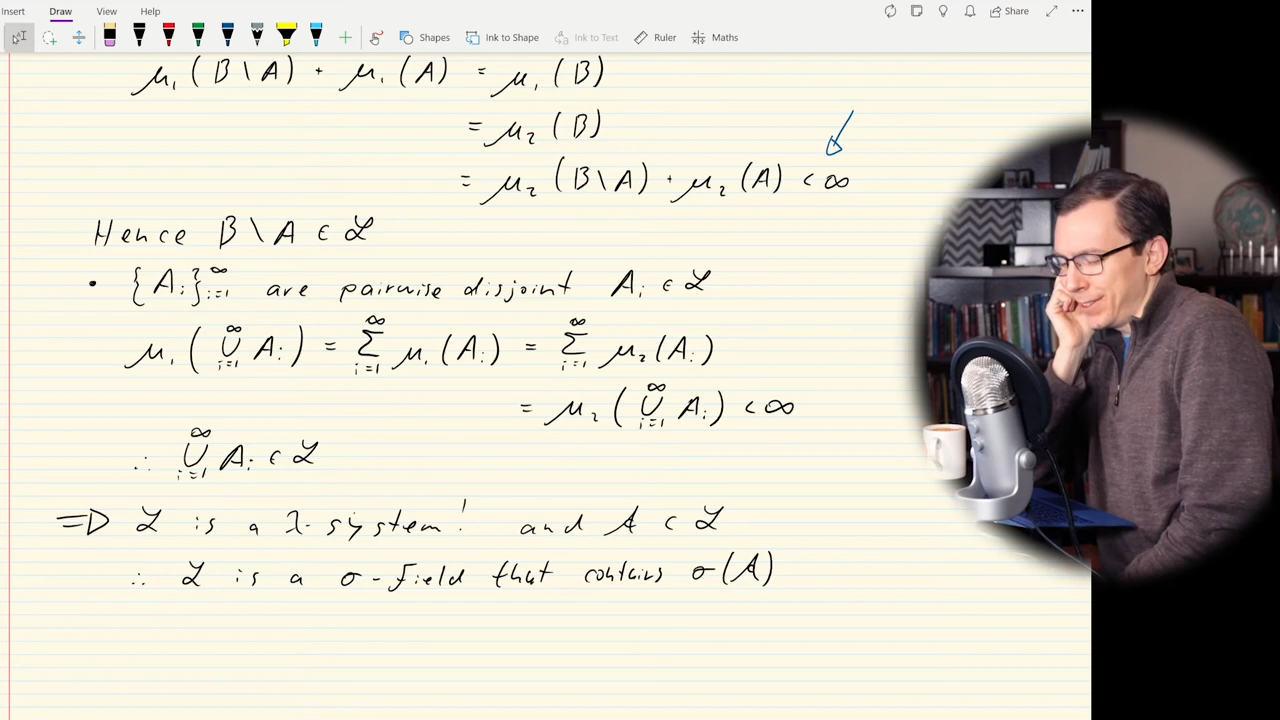 Insert Draw View Help Share
Shapes Ink to Shape Ink to Text Ruler Maths
μ₁(B\A) + μ₁(A) = μ₁(B)
= μ₂(B)
= μ₂(B\A) + μ₂(A) < ∞
Hence B\A ∈ ℒ
• {Aᵢ}ᵢ₌₁^∞ are pairwise disjoint Aᵢ ∈ ℒ
μ₁(∪ᵢ₌₁^∞ Aᵢ) = Σᵢ₌₁^∞ μ₁(Aᵢ) = Σᵢ₌₁^∞ μ₂(Aᵢ)
= μ₂(∪ᵢ₌₁^∞ Aᵢ) < ∞
∴ ∪ᵢ₌₁^∞ Aᵢ ∈ ℒ
⇒ ℒ is a λ-system! and A ⊂ ℒ
∴ ℒ is a σ-field that contains σ(A)